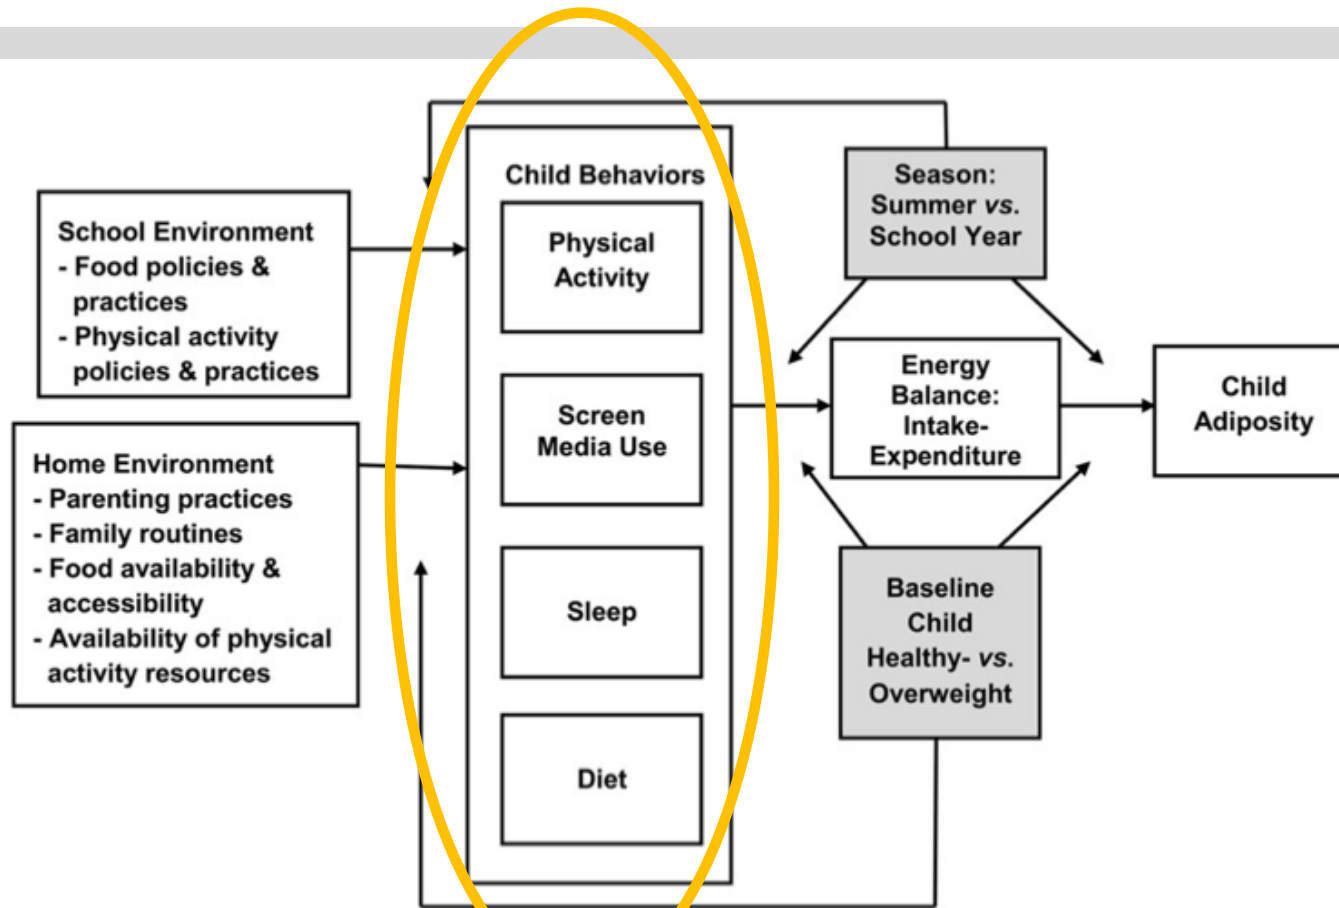 School Environment
- Food policies &
practices
- Physical activity
policies & practices
Home Environment
- Parenting practices
- Family routines
- Food availability &
accessibility
- Availability of physical
activity resources
Child Behaviors
Physical
Activity
Screen
Media Use
Sleep
Diet
Season:
Summer vs.
School Year
Energy
Balance:
Intake-
Expenditure
Baseline
Child
Healthy- vs.
Overweight
Child
Adiposity